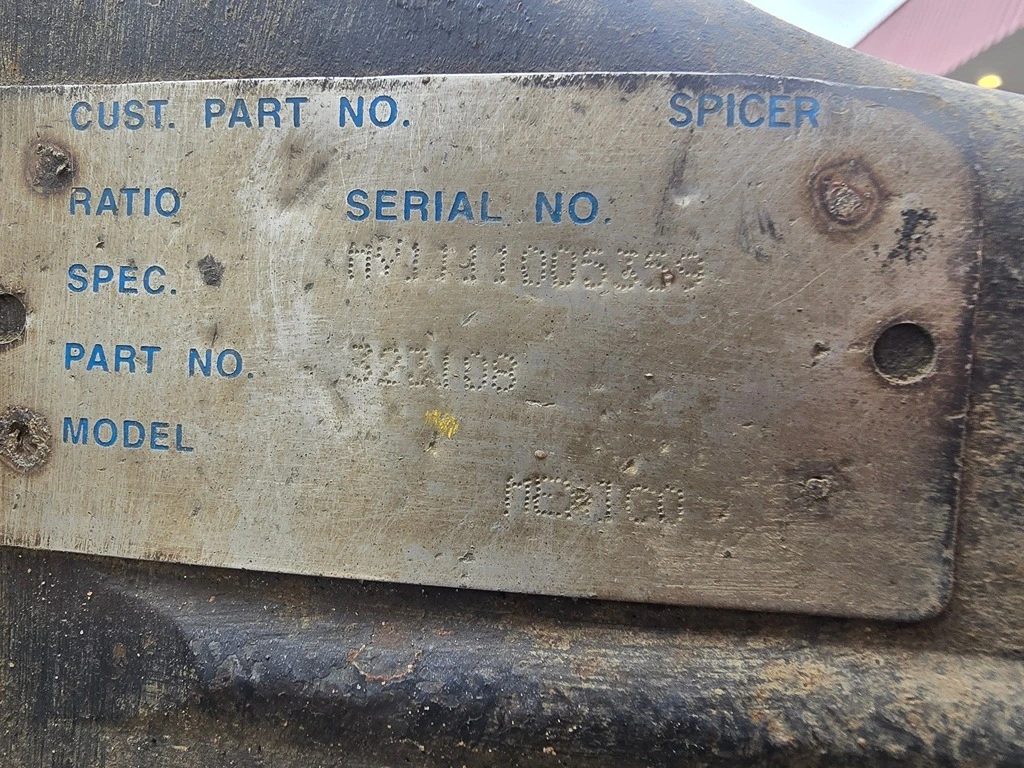 CUST. PART NO. SPICER
RATIO SERIAL NO.
SPEC.
PART NO.
MODEL
MEXICO